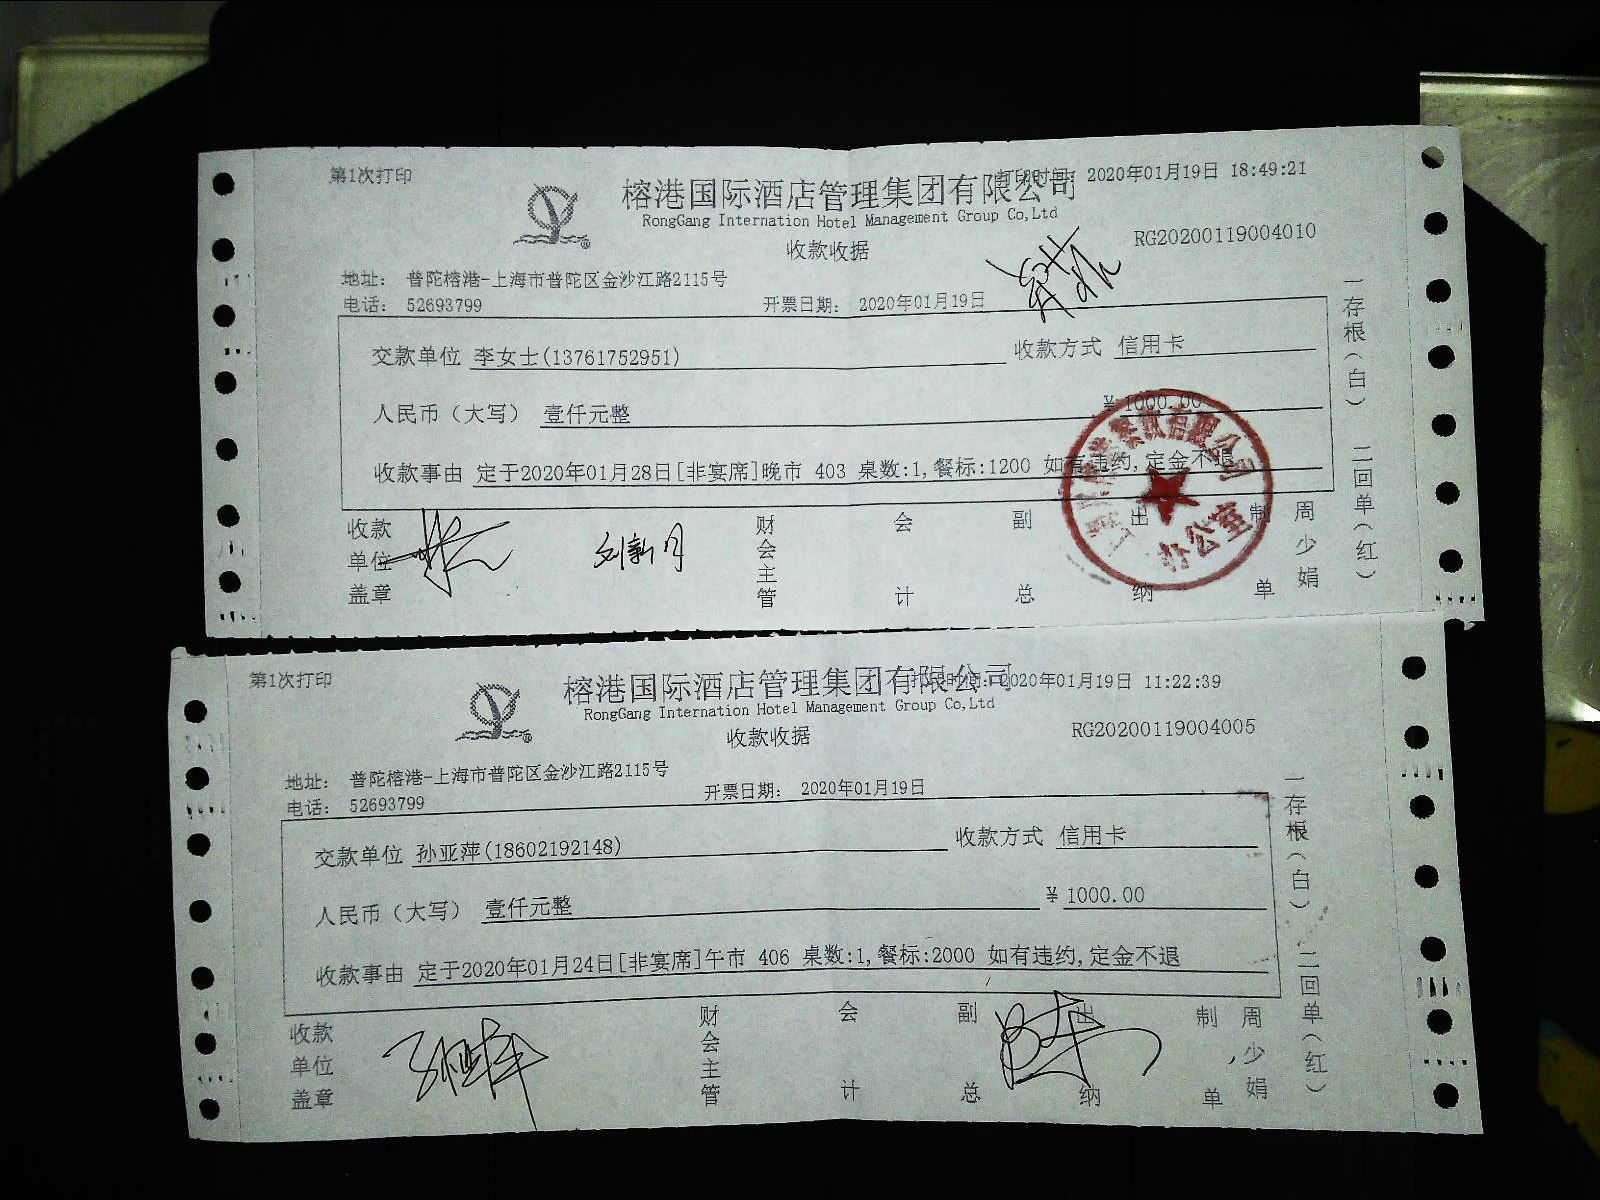 第1次打印
打印时间: 2020年01月19日 18:49:21
榕港国际酒店管理集团有限公司
RongGang Internation Hotel Management Group Co,Ltd
收款收据
RG20200119004010
地址: 普陀榕港-上海市普陀区金沙江路2115号
电话: 52693799
开票日期: 2020年01月19日
交款单位 李女士(13761752951)
收款方式 信用卡
人民币（大写） 壹仟元整
¥1000.00
收款事由 定于2020年01月28日[非宴席]晚市 403 桌数:1,餐标:1200 如有违约,定金不退
收款单位盖章
刘新月
财会主管
会计
副总
出纳
制单
周少娟
办公室
一存根(白) 二回单(红)
第1次打印
打印时间: 2020年01月19日 11:22:39
榕港国际酒店管理集团有限公司
RongGang Internation Hotel Management Group Co,Ltd
收款收据
RG20200119004005
地址: 普陀榕港-上海市普陀区金沙江路2115号
电话: 52693799
开票日期: 2020年01月19日
交款单位 孙亚萍(18602192148)
收款方式 信用卡
人民币（大写） 壹仟元整
¥1000.00
收款事由 定于2020年01月24日[非宴席]午市 406 桌数:1,餐标:2000 如有违约,定金不退
收款单位盖章
财会主管
会计
副总
出纳
制单
周少娟
一存根(白) 二回单(红)